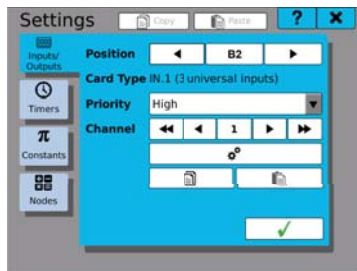 Settings Copy Paste ? ×
Inputs/
Outputs
Position B2
Card Type IN.1 (3 universal inputs)
Timers
Priority High
Channel 1
π
Constants
Nodes